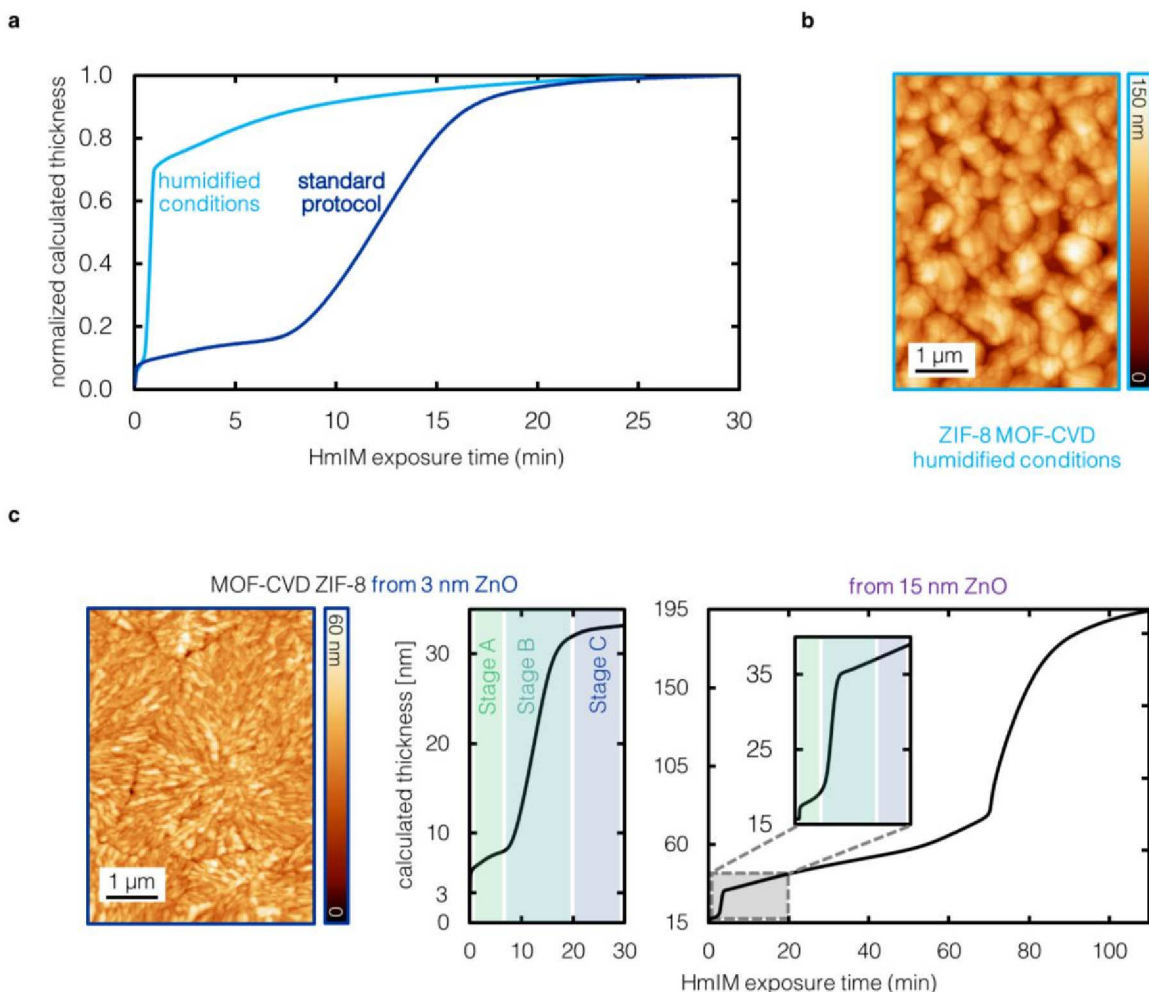 a
b
1.0
0.8
0.6
0.4
0.2
0.0
normalized calculated thickness
humidified
conditions
standard
protocol
0 5 10 15 20 25 30
HmIM exposure time (min)
150 nm
0
1 μm
ZIF-8 MOF-CVD
humidified conditions
c
MOF-CVD ZIF-8 from 3 nm ZnO
from 15 nm ZnO
60 nm
0
1 μm
calculated thickness [nm]
30
20
10
3
0
Stage A
Stage B
Stage C
0 10 20 30
195
150
105
60
15
35
25
15
0 20 40 60 80 100
HmIM exposure time (min)